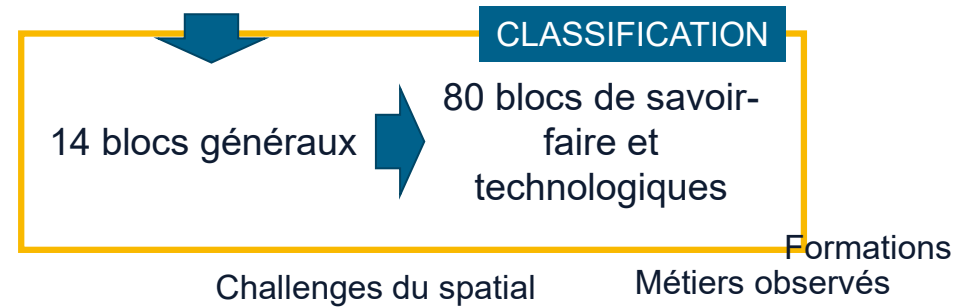 CLASSIFICATION
14 blocs généraux
80 blocs de savoir-
faire et
technologiques
Formations
Challenges du spatial
Métiers observés